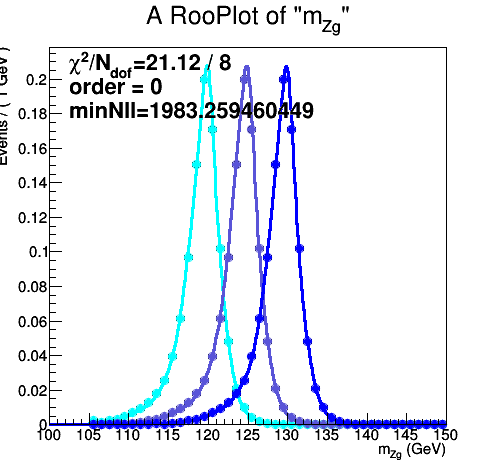 A RooPlot of "m_Zg"
χ²/N_dof=21.12 / 8
order = 0
minNll=1983.259460449
Events / ( 1 GeV )
0.2
0.18
0.16
0.14
0.12
0.1
0.08
0.06
0.04
0.02
0
100 105 110 115 120 125 130 135 140 145 150
m_Zg (GeV)